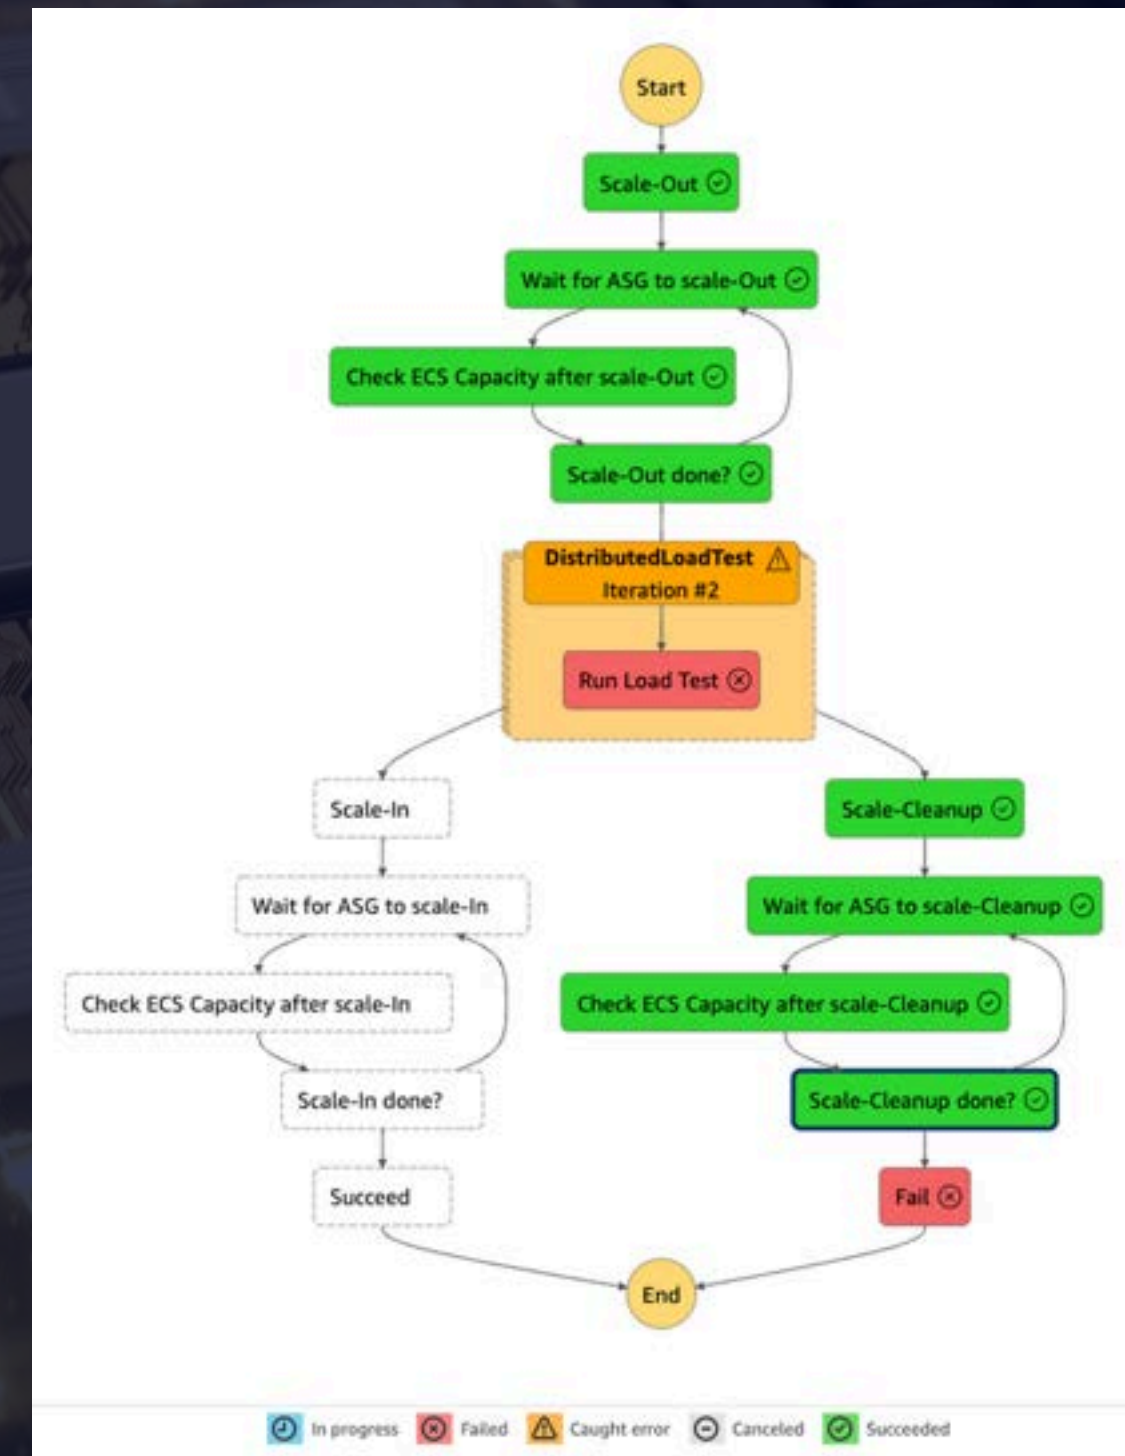 Start
Scale-Out
Wait for ASG to scale-Out
Check ECS Capacity after scale-Out
Scale-Out done?
DistributedLoadTest
Iteration #2
Run Load Test
Scale-In
Scale-Cleanup
Wait for ASG to scale-In
Wait for ASG to scale-Cleanup
Check ECS Capacity after scale-In
Check ECS Capacity after scale-Cleanup
Scale-In done?
Scale-Cleanup done?
Succeed
Fail
End
In progress
Failed
Caught error
Canceled
Succeeded